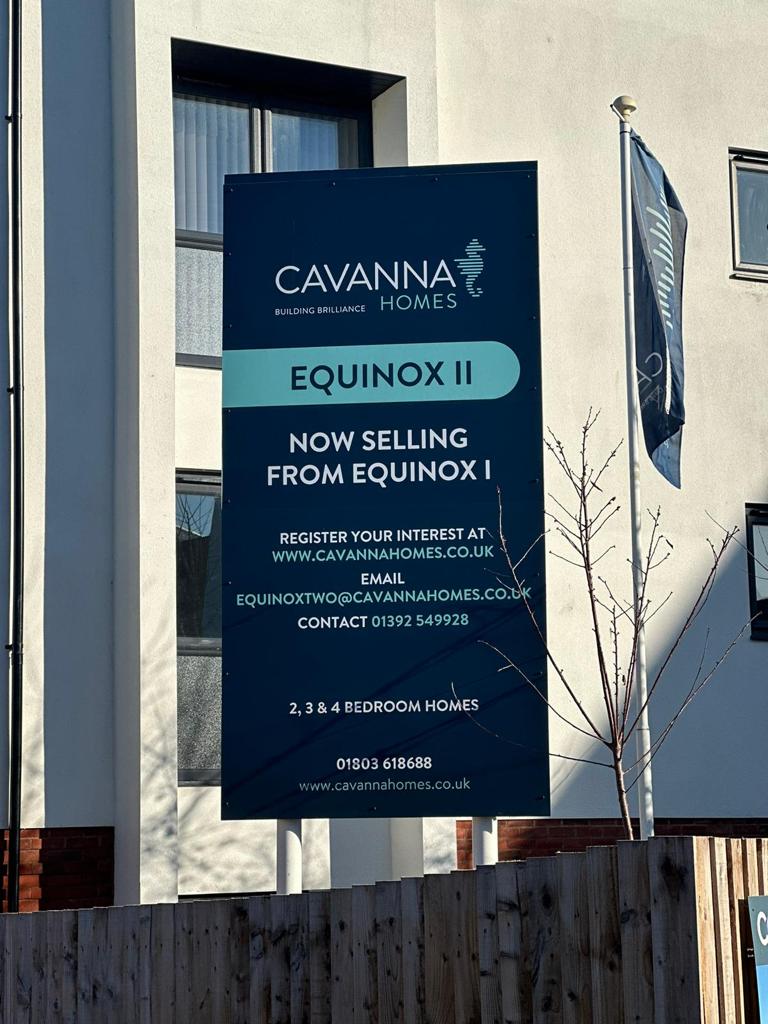 CAVANNA
BUILDING BRILLIANCE HOMES
EQUINOX II
NOW SELLING
FROM EQUINOX I
REGISTER YOUR INTEREST AT
WWW.CAVANNAHOMES.CO.UK
EMAIL
EQUINOXTWO@CAVANNAHOMES.CO.UK
CONTACT 01392 549928
2, 3 & 4 BEDROOM HOMES
01803 618688
www.cavannahomes.co.uk